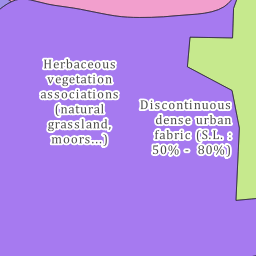 Herbaceous
vegetation
associations
(natural
grassland,
moors...)
Discontinuous
dense urban
fabric (S.L. :
50% - 80%)